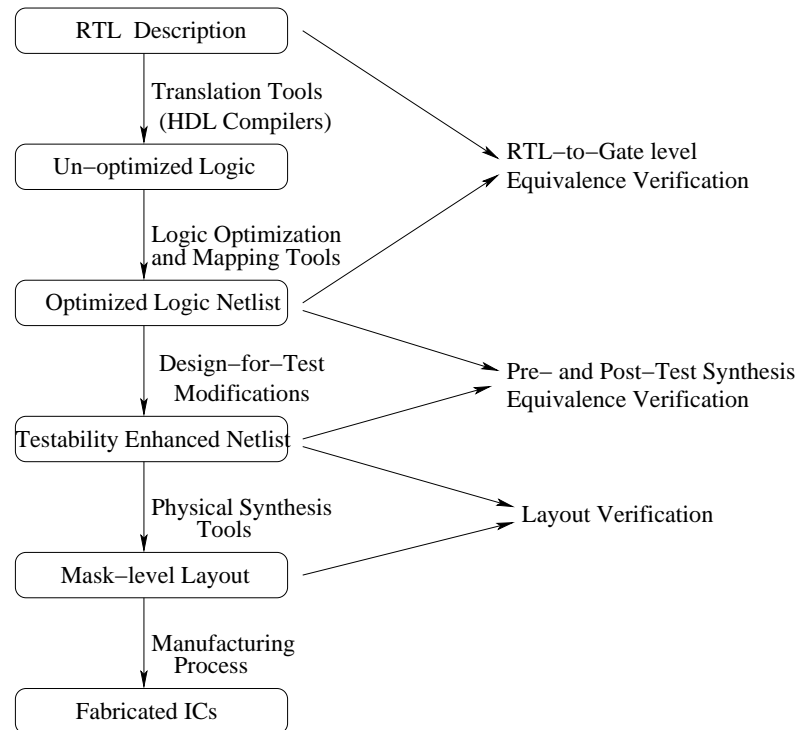 RTL Description
Translation Tools
(HDL Compilers)
Un-optimized Logic
RTL-to-Gate level
Equivalence Verification
Logic Optimization
and Mapping Tools
Optimized Logic Netlist
Design-for-Test
Modifications
Pre- and Post-Test Synthesis
Equivalence Verification
Testability Enhanced Netlist
Physical Synthesis
Tools
Layout Verification
Mask-level Layout
Manufacturing
Process
Fabricated ICs